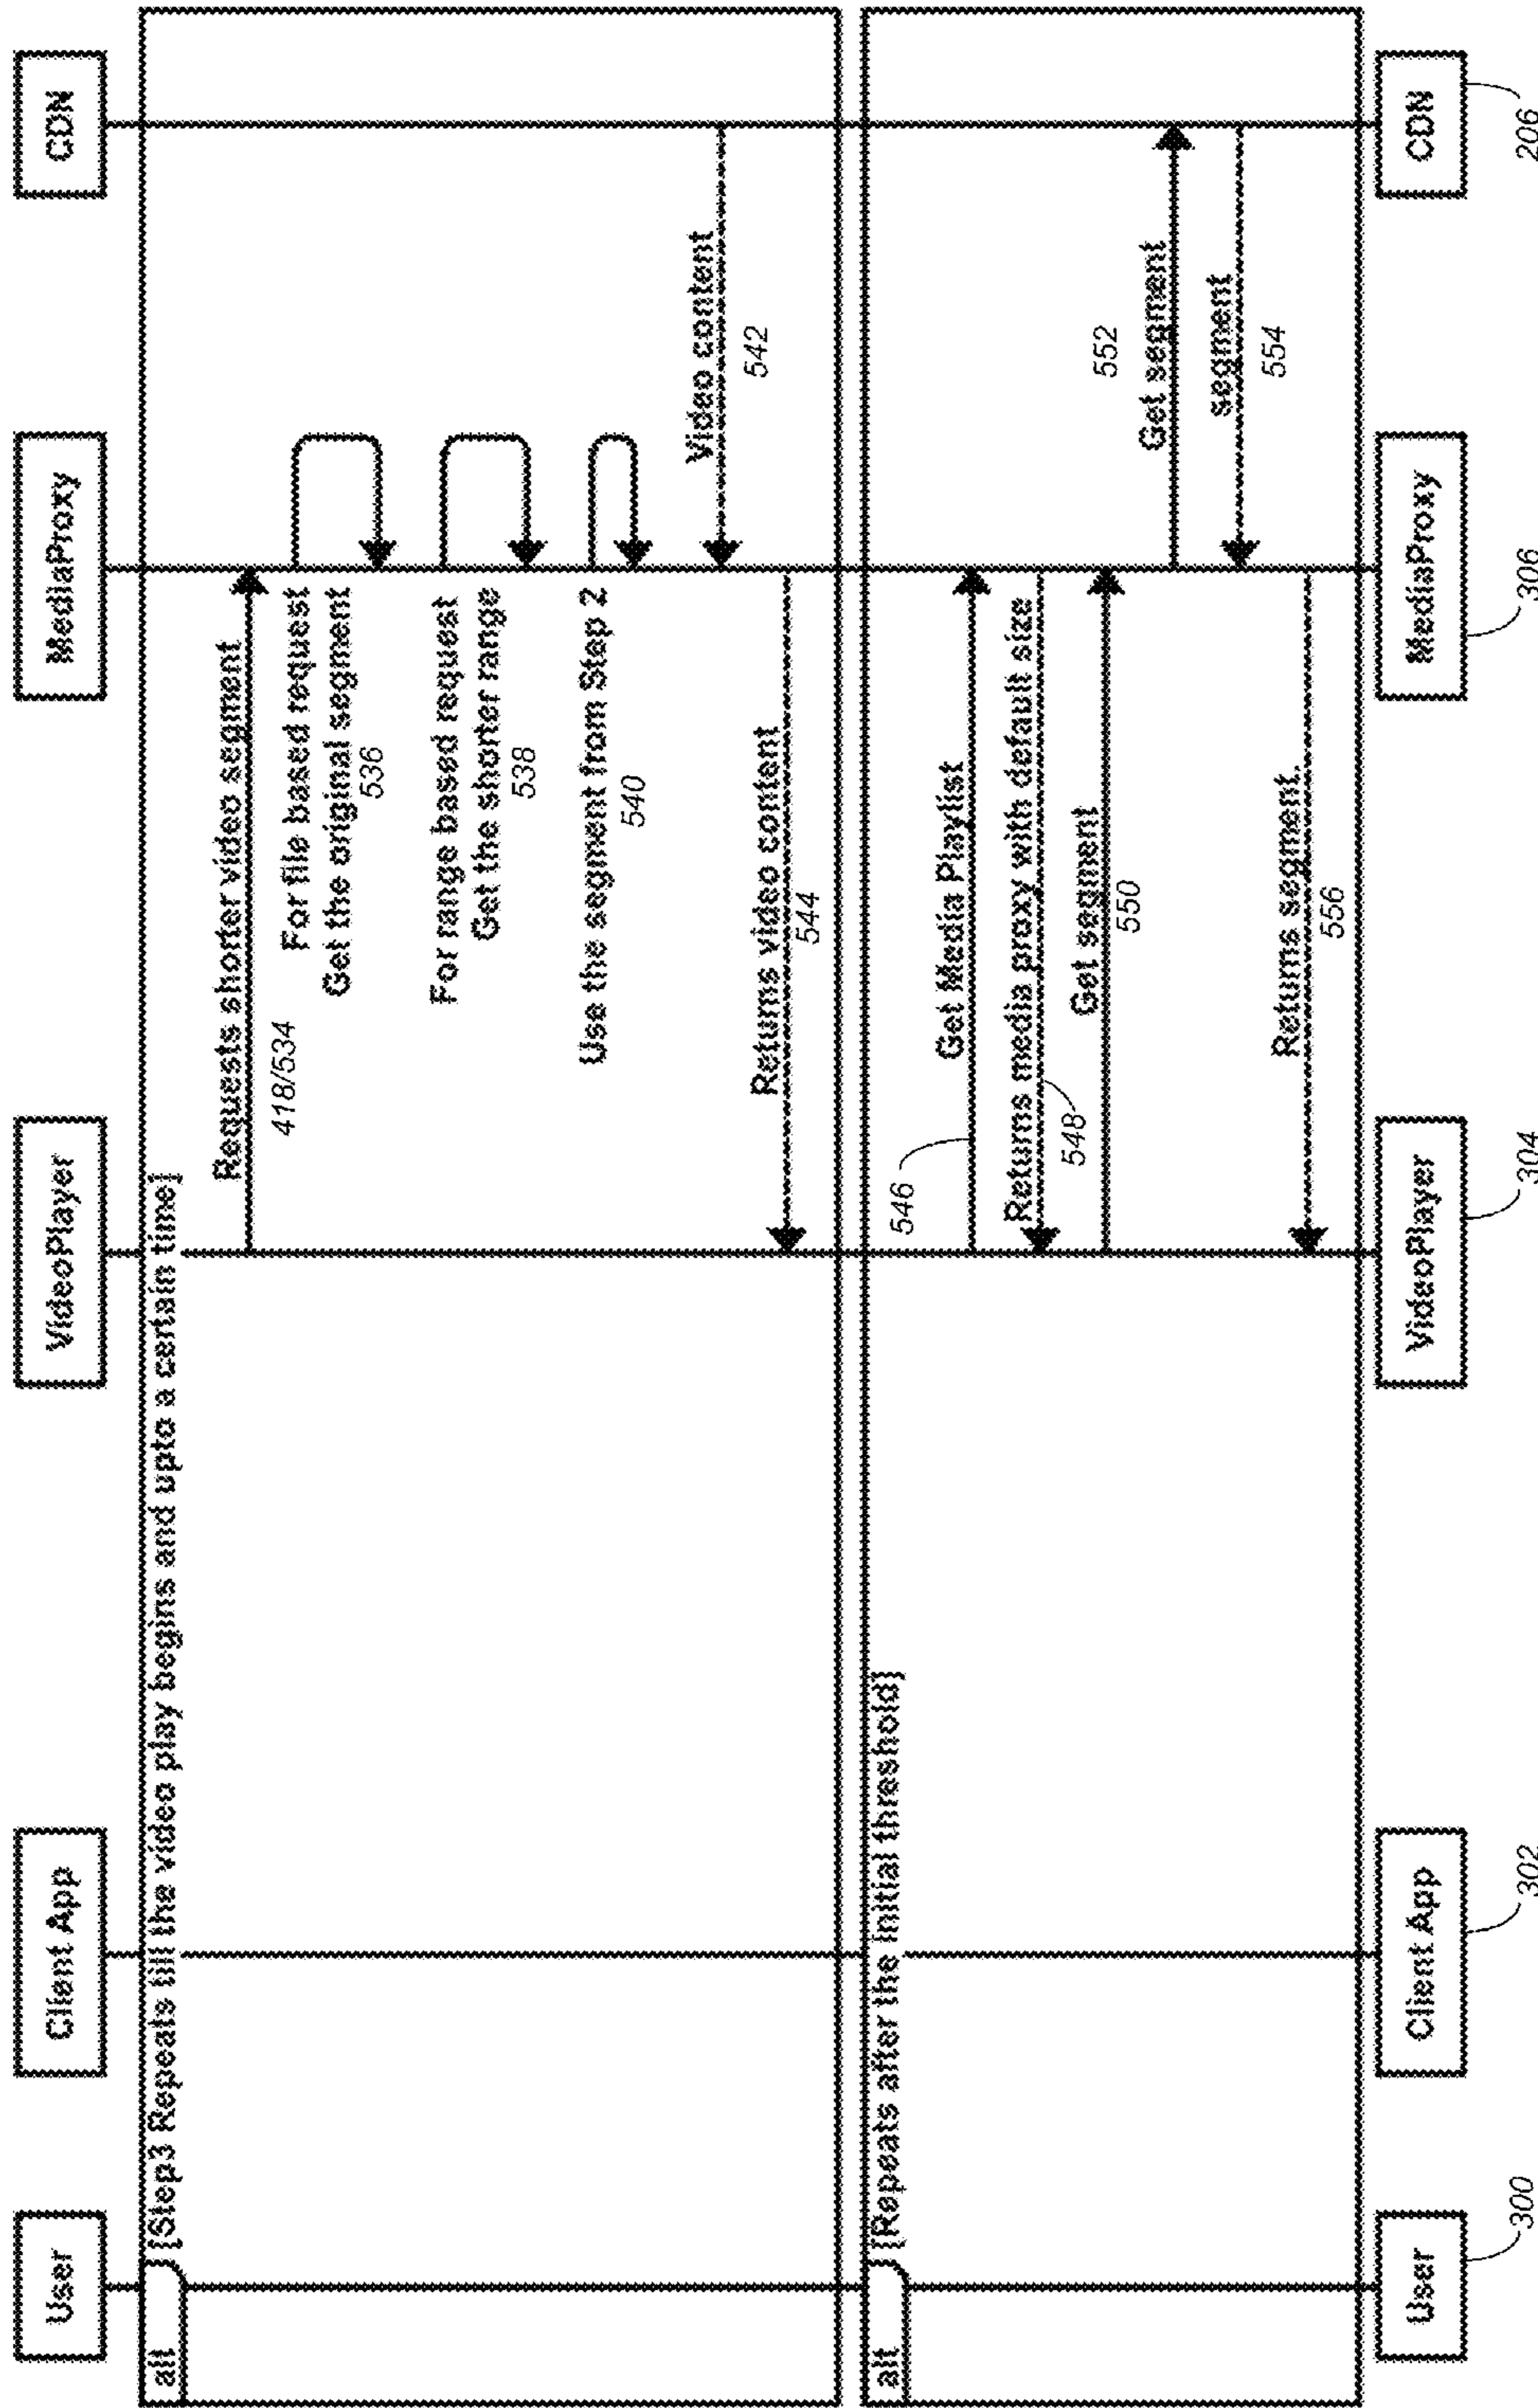 User
Client App
VideoPlayer
MediaProxy
CDN
alt
[Step3 Repeats till the video play begins and upto a certain time]
Requests shorter video segment
418/534
For file based request
Get the original segment
536
For range based request
Get the shorter range
538
Use the segment from Step 2
540
Video content
542
Returns video content
544
alt
[Repeats after the initial threshold]
546
Get Media Playlist
Returns media proxy with default size
548
Get segment
550
552
Get segment
segment
554
Returns segment.
556
User
Client App
VideoPlayer
MediaProxy
CDN
300
302
304
306
206